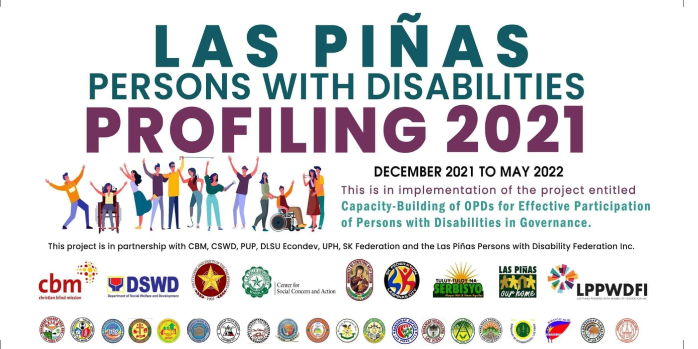 LAS PIÑAS
PERSONS WITH DISABILITIES
PROFILING 2021
DECEMBER 2021 TO MAY 2022
This is in implementation of the project entitled
Capacity-Building of OPDs for Effective Participation
of Persons with Disabilities in Governance.
This project is in partnership with CBM, CSWD, PUP, DLSU Econdev, UPH, SK Federation and the Las Piñas Persons with Disability Federation Inc.
cbm
christian blind mission
DSWD
Department of Social Welfare and Development
Center for
Social Concern and Action
TULUY-TULOY NA
SERBISYO
LAS PIÑAS
our home
LPPWDFI